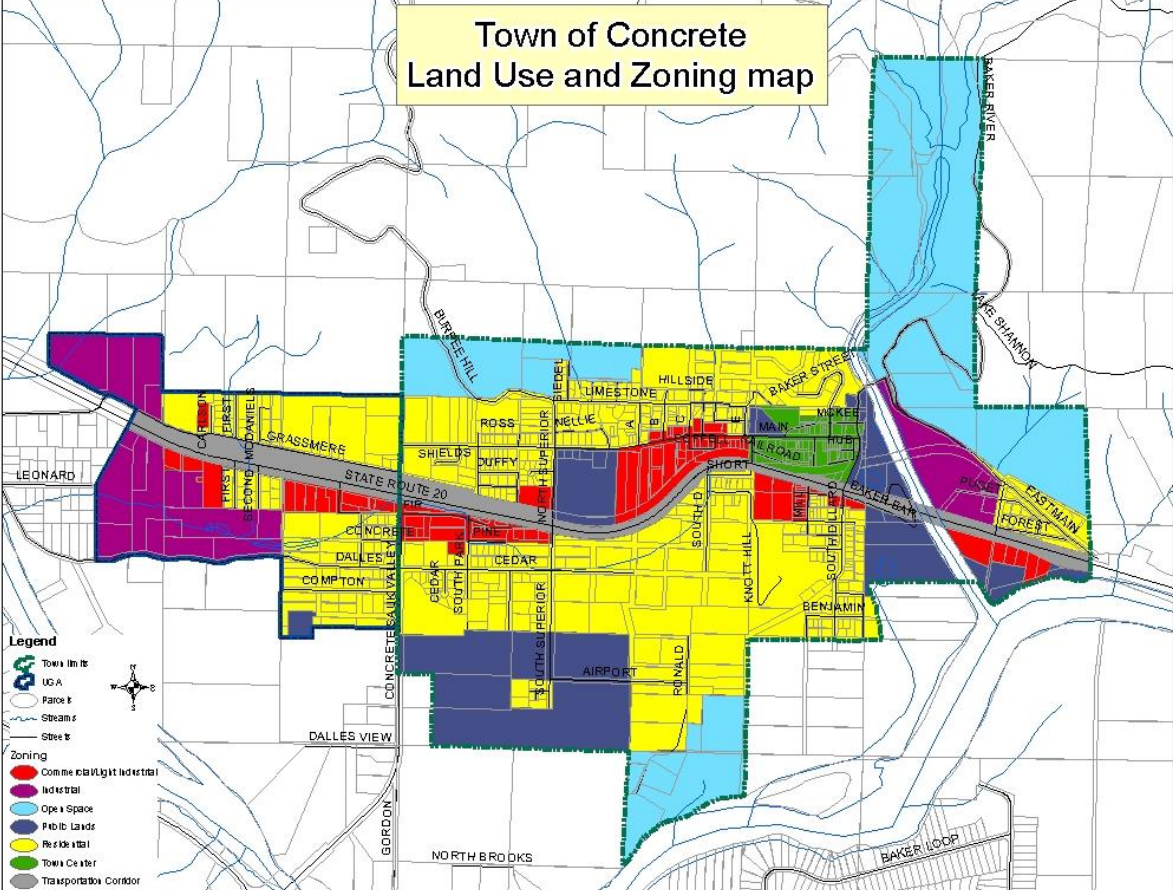 Town of Concrete
Land Use and Zoning map
BAKER RIVER
LAKE SHANNON
BURPEE HILL
SIEDEL
LIMESTONE
HILLSIDE
BAKER STREET
CARLSON
FIRST
SECOND
MCDANIELS
GRASSMERE
ROSS
NELLIE
NORTH SUPERIOR
A
B
C
E
MAIN
MCKEE
RAILROAD
HUB
SHIELDS
DUFFY
SHORT
LEONARD
STATE ROUTE 20
FIRST
FIR
BAKER BAR
EAST MAIN
FOREST
CONCRETE
PINE
SOUTH D
DALLES
CEDAR
COMPTON
CEDAR
SOUTH PARK
KNOTT HILL
SOUTH DILLARD
BENJAMIN
CONCRETE SAUK VALLEY
SOUTH SUPERIOR
AIRPORT
RONALD
DALLES VIEW
GORDON
NORTH BROOKS
BAKER LOOP
Legend
Town limits
UGA
Parcels
Streams
Streets
N
W
E
S
Zoning
Commercial/Light Industrial
Industrial
Open Space
Public Lands
Residential
Town Center
Transportation Corridor